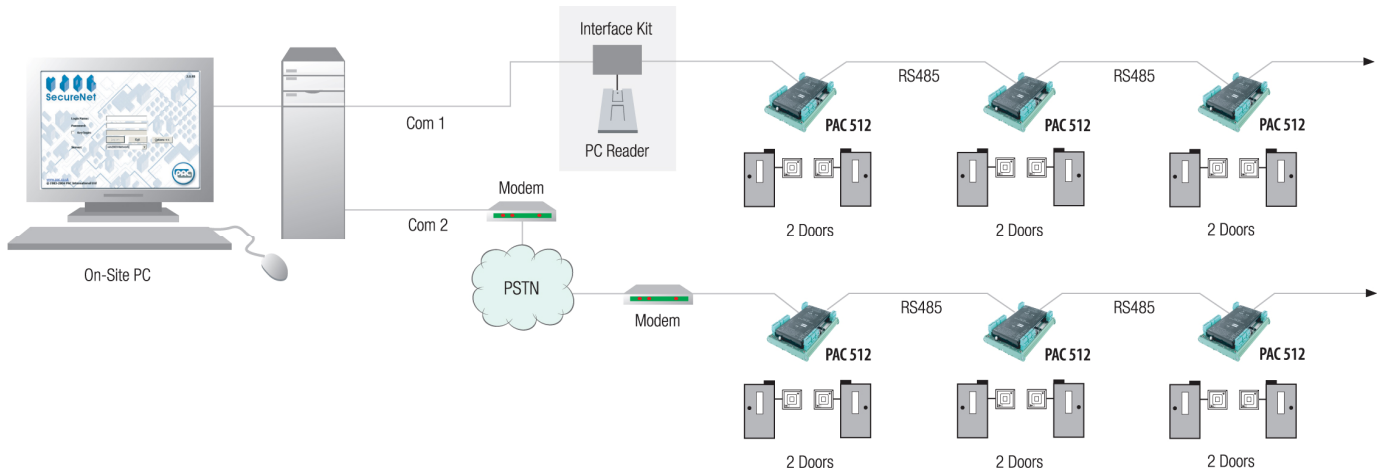 Interface Kit
SecureNet
RS485
RS485
Com 1
PAC 512
PAC 512
PAC 512
PC Reader
Modem
Com 2
2 Doors
2 Doors
2 Doors
On-Site PC
PSTN
Modem
RS485
RS485
PAC 512
PAC 512
PAC 512
2 Doors
2 Doors
2 Doors